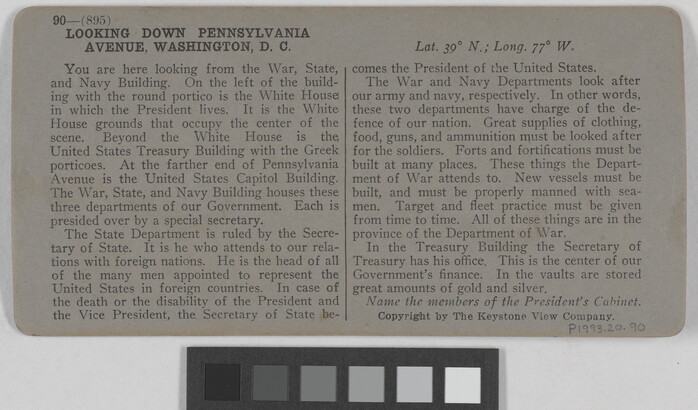 90—(895)
LOOKING DOWN PENNSYLVANIA
AVENUE, WASHINGTON, D. C.
Lat. 39° N.; Long. 77° W.
You are here looking from the War, State,
and Navy Building. On the left of the build-
ing with the round portico is the White House
in which the President lives. It is the White
House grounds that occupy the center of the
scene. Beyond the White House is the
United States Treasury Building with the Greek
porticoes. At the farther end of Pennsylvania
Avenue is the United States Capitol Building.
The War, State, and Navy Building houses these
three departments of our Government. Each is
presided over by a special secretary.
The State Department is ruled by the Secre-
tary of State. It is he who attends to our rela-
tions with foreign nations. He is the head of all
of the many men appointed to represent the
United States in foreign countries. In case of
the death or the disability of the President and
the Vice President, the Secretary of State be-
comes the President of the United States.
The War and Navy Departments look after
our army and navy, respectively. In other words,
these two departments have charge of the de-
fence of our nation. Great supplies of clothing,
food, guns, and ammunition must be looked after
for the soldiers. Forts and fortifications must be
built at many places. These things the Depart-
ment of War attends to. New vessels must be
built, and must be properly manned with sea-
men. Target and fleet practice must be given
from time to time. All of these things are in the
province of the Department of War.
In the Treasury Building the Secretary of
Treasury has his office. This is the center of our
Government's finance. In the vaults are stored
great amounts of gold and silver.
Name the members of the President's Cabinet.
Copyright by The Keystone View Company.
P1993.20.90